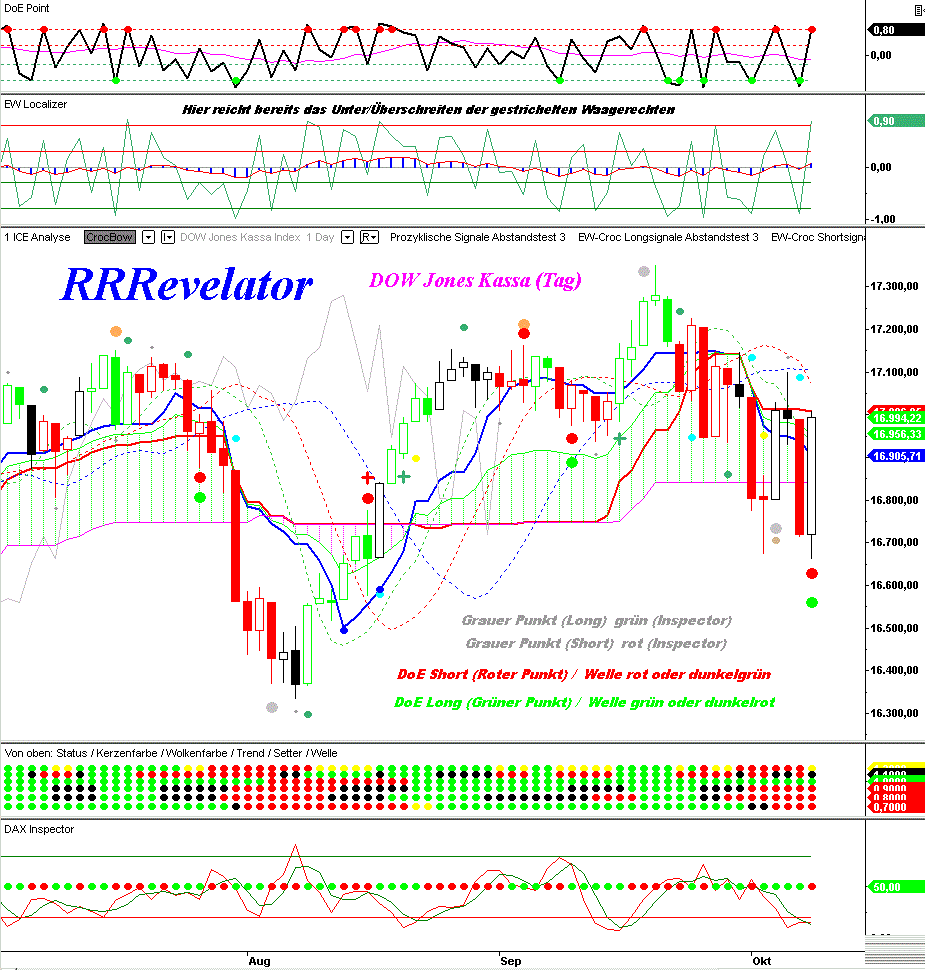 DoE Point
0,80
0,00
EW Localizer
Hier reicht bereits das Unter/Überschreiten der gestrichelten Waagerechten
0,90
0,00
-1,00
1 ICE Analyse CrocBow DOW Jones Kassa Index 1 Day R Prozyklische Signale Abstandstest 3 EW-Croc Longsignale Abstandstest 3 EW-Croc Shortsigna
RRRevelator
DOW Jones Kassa (Tag)
17.300,00
17.200,00
17.100,00
16.994,22
16.956,33
16.905,71
16.800,00
16.700,00
16.600,00
Grauer Punkt (Long) grün (Inspector)
16.500,00
Grauer Punkt (Short) rot (Inspector)
DoE Short (Roter Punkt) / Welle rot oder dunkelgrün
16.400,00
DoE Long (Grüner Punkt) / Welle grün oder dunkelrot
16.300,00
Von oben: Status / Kerzenfarbe / Wolkenfarbe / Trend / Setter / Welle
0,9000
0,8000
0,7000
DAX Inspector
50,00
Aug Sep Okt